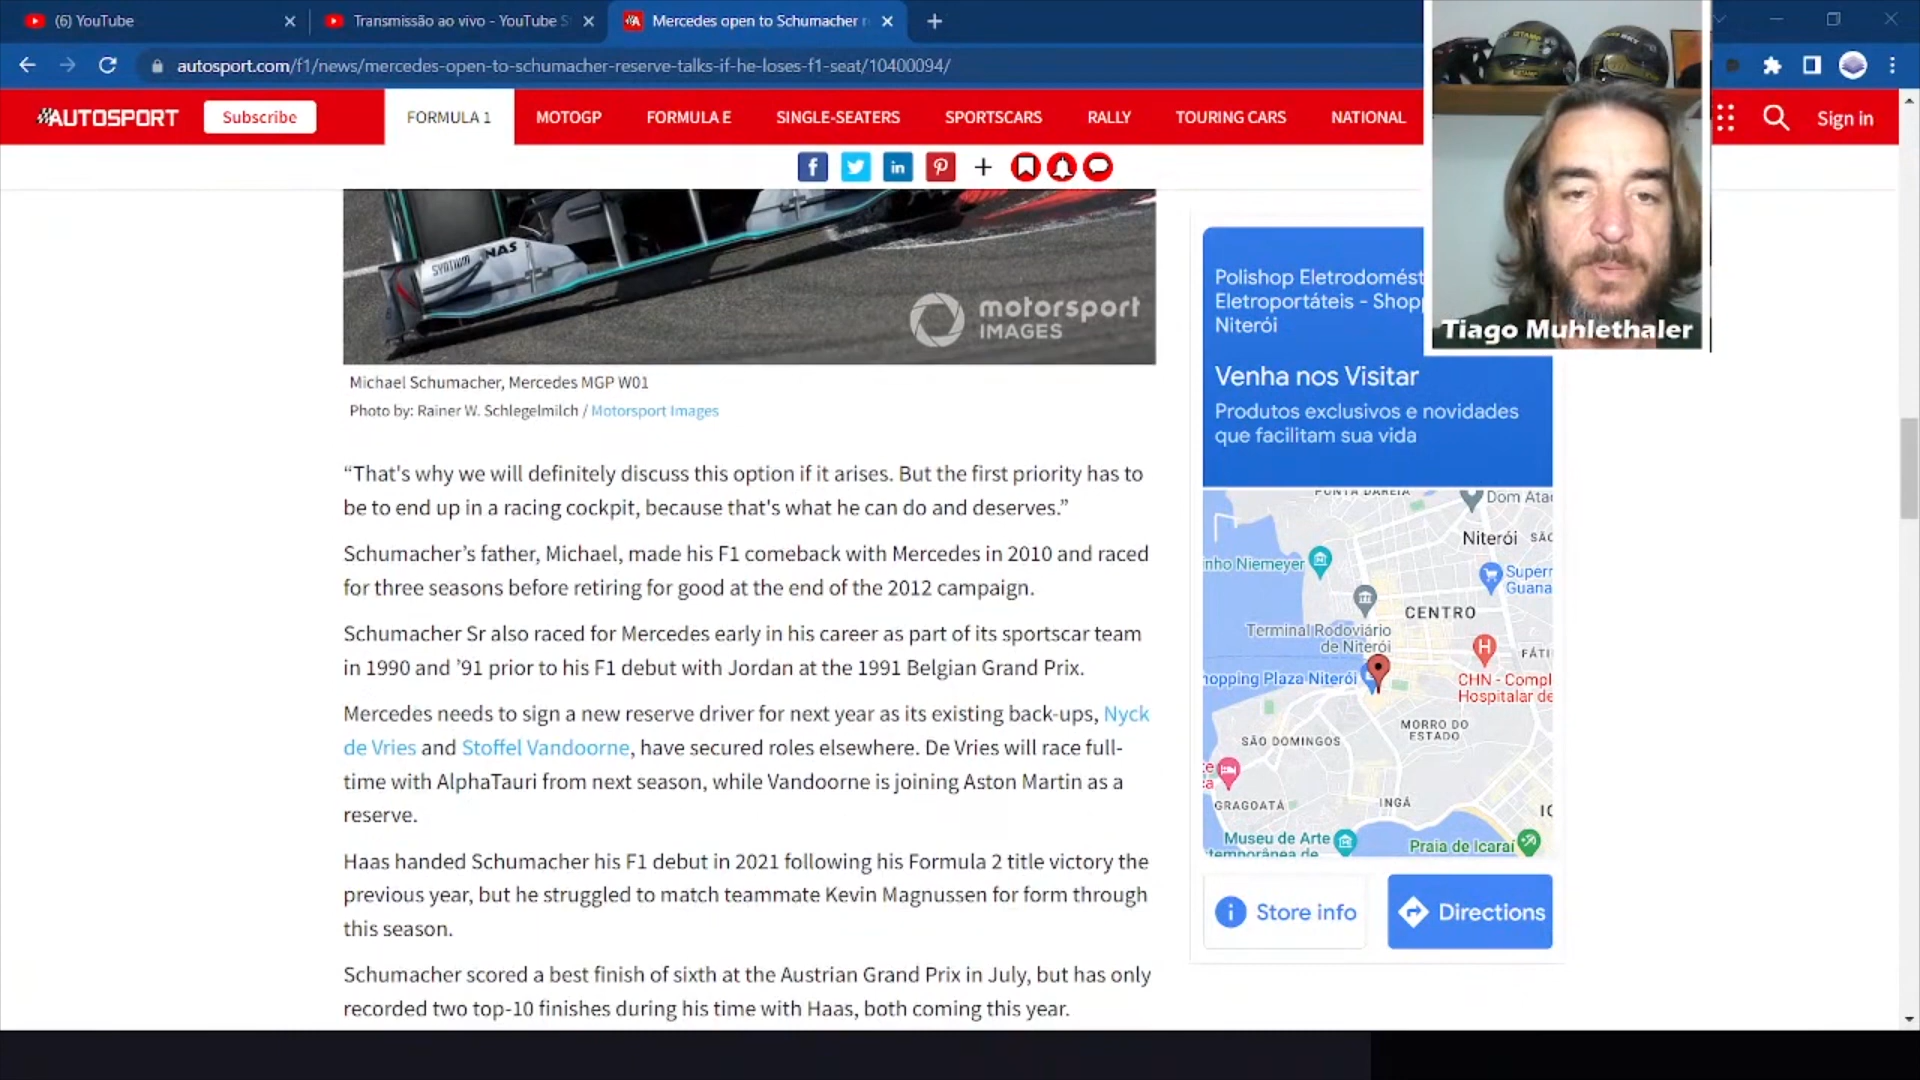 (6) YouTube
Transmissão ao vivo - YouTube S
Mercedes open to Schumacher r
autosport.com/f1/news/mercedes-open-to-schumacher-reserve-talks-if-he-loses-f1-seat/10400094/
AUTOSPORT
Subscribe
FORMULA 1
MOTOGP
FORMULA E
SINGLE-SEATERS
SPORTSCARS
RALLY
TOURING CARS
NATIONAL
Sign in
SYNTIUM
NAS
motorsport
IMAGES
Michael Schumacher, Mercedes MGP W01
Photo by: Rainer W. Schlegelmilch / Motorsport Images
“That's why we will definitely discuss this option if it arises. But the first priority has to
be to end up in a racing cockpit, because that's what he can do and deserves.”
Schumacher’s father, Michael, made his F1 comeback with Mercedes in 2010 and raced
for three seasons before retiring for good at the end of the 2012 campaign.
Schumacher Sr also raced for Mercedes early in his career as part of its sportscar team
in 1990 and ’91 prior to his F1 debut with Jordan at the 1991 Belgian Grand Prix.
Mercedes needs to sign a new reserve driver for next year as its existing back-ups, Nyck
de Vries and Stoffel Vandoorne, have secured roles elsewhere. De Vries will race full-
time with AlphaTauri from next season, while Vandoorne is joining Aston Martin as a
reserve.
Haas handed Schumacher his F1 debut in 2021 following his Formula 2 title victory the
previous year, but he struggled to match teammate Kevin Magnussen for form through
this season.
Schumacher scored a best finish of sixth at the Austrian Grand Prix in July, but has only
recorded two top-10 finishes during his time with Haas, both coming this year.
Tiago Muhlethaler
Polishop Eletrodomést
Eletroportáteis - Shop
Niterói
Venha nos Visitar
Produtos exclusivos e novidades
que facilitam sua vida
PONTA DAREIA
Dom Ata
Niterói
inho Niemeyer
Superr
Guana
CENTRO
Terminal Rodoviário
de Niterói
FÁTI
hopping Plaza Niterói
CHN - Compl
Hospitalar de
MORRO DO
ESTADO
SÃO DOMINGOS
GRAGOATÁ
INGÁ
Museu de Arte
Praia de Icaraí
Store info
Directions